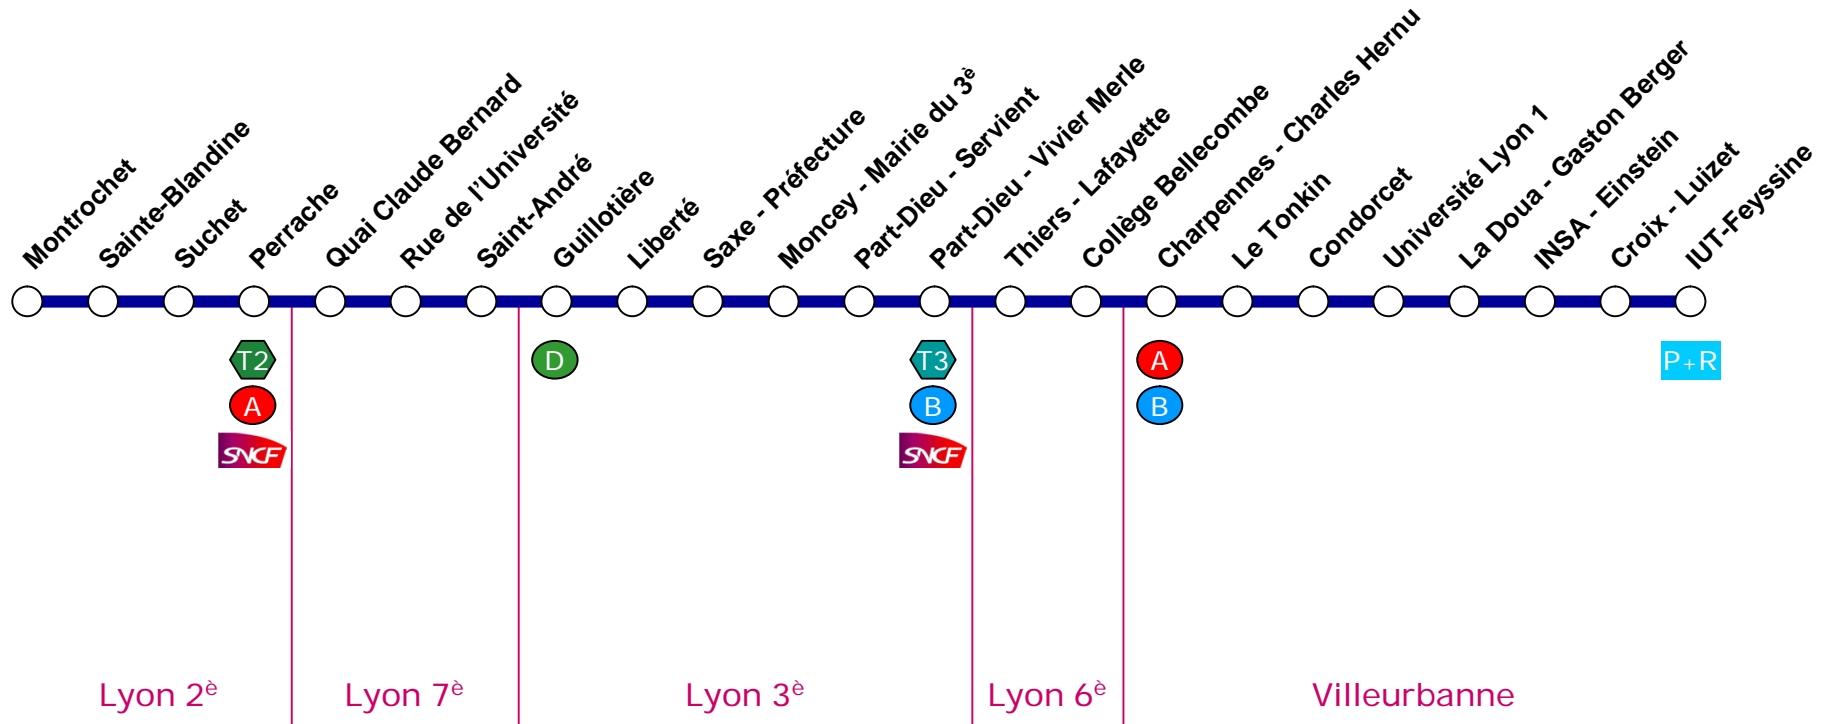 Montrochet
Sainte-Blandine
Suchet
Perrache
Quai Claude Bernard
Rue de l'Université
Saint-André
Guillotière
Liberté
Saxe - Préfecture
Moncey - Mairie du 3è
Part-Dieu - Servient
Part-Dieu - Vivier Merle
Thiers - Lafayette
Collège Bellecombe
Charpennes - Charles Hernu
Le Tonkin
Condorcet
Université Lyon 1
La Doua - Gaston Berger
INSA - Einstein
Croix - Luizet
IUT-Feyssine
T2
A
SNCF
D
T3
B
SNCF
A
B
P+R
Lyon 2è
Lyon 7è
Lyon 3è
Lyon 6è
Villeurbanne